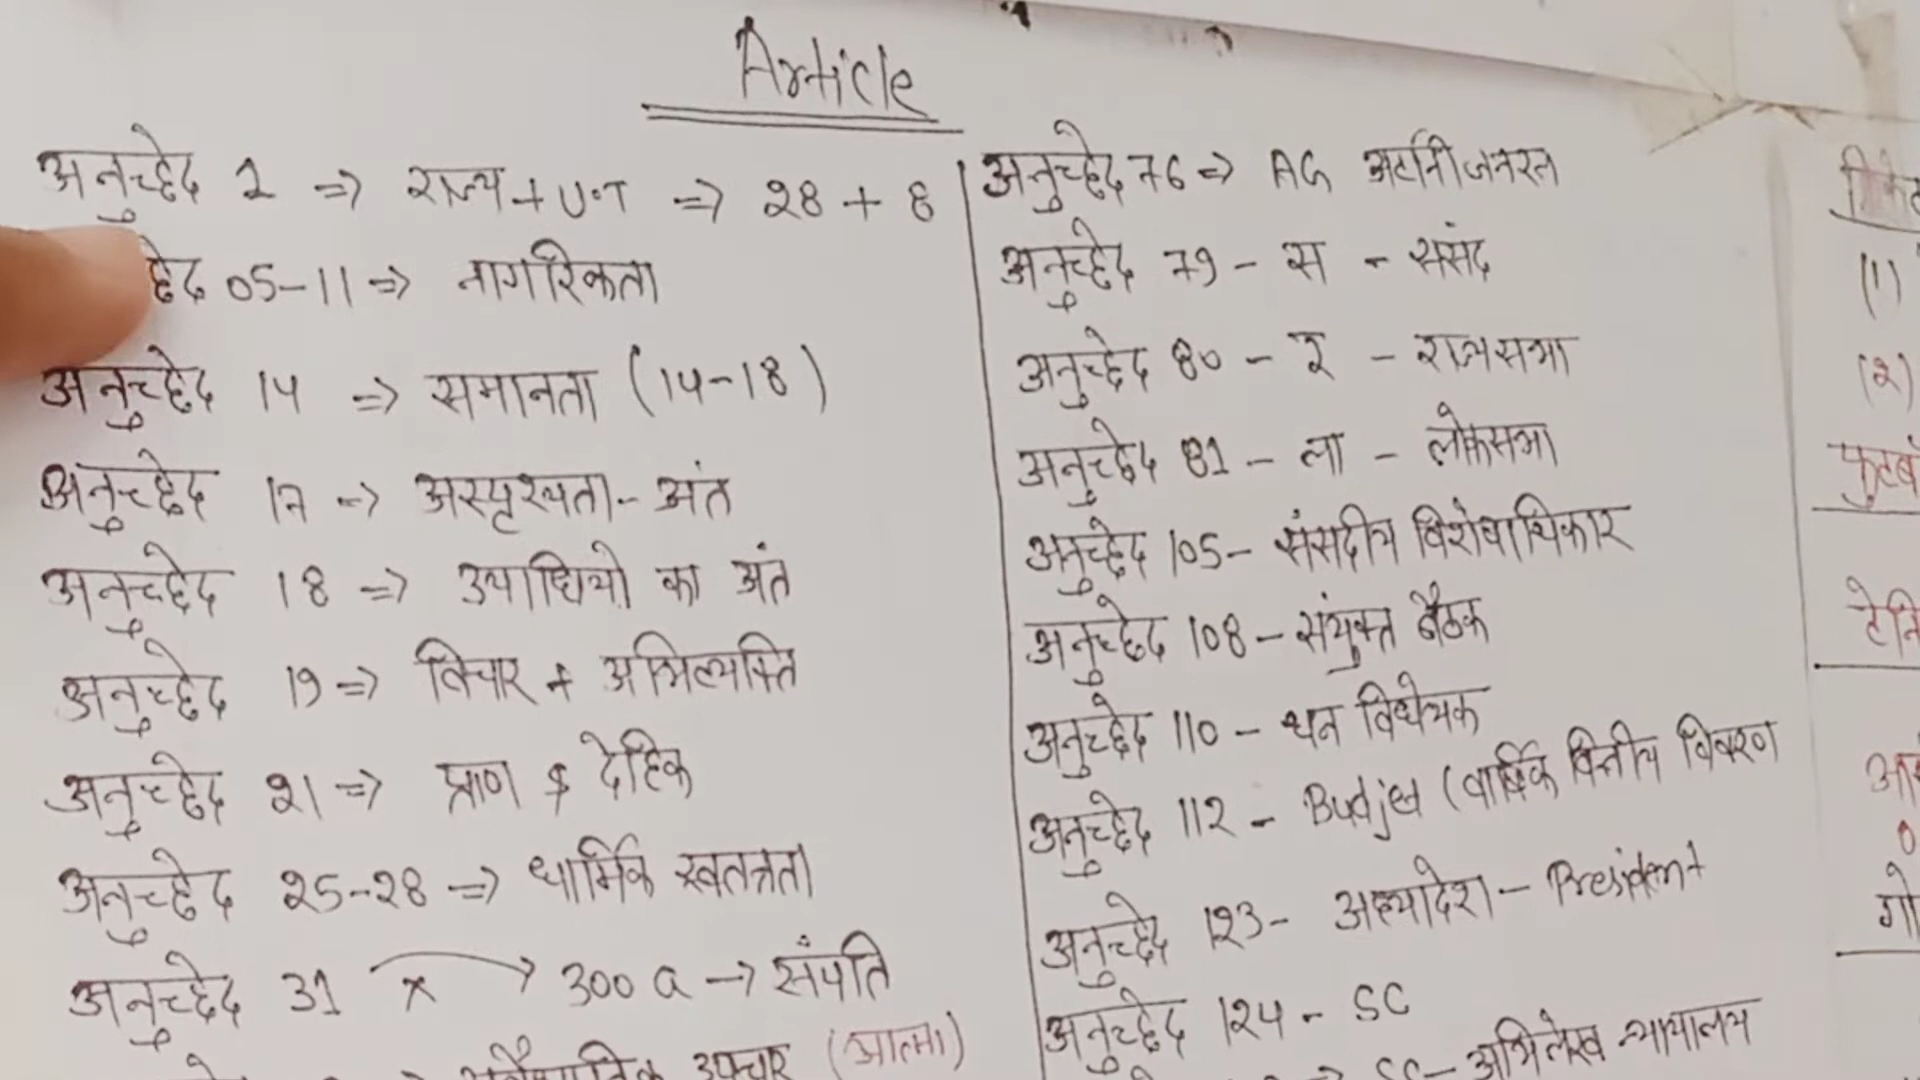 Article
अनुच्छेद 2 => राज्य + U.T => 28 + 8
च्छेद 05-11 => नागरिकता
अनुच्छेद 14 => समानता (14-18)
अनुच्छेद 17 => अस्पृश्यता - अंत
अनुच्छेद 18 => उपाधियो का अंत
अनुच्छेद 19 => विचार + अभिव्यक्ति
अनुच्छेद 21 => प्राण & देहिक
अनुच्छेद 25-28 => धार्मिक स्वतत्रता
अनुच्छेद 31 x → 300 a → संपति
उपचार (आत्मा)
अनुच्छेद 76 => AG अटार्नी जनरल
अनुच्छेद 79 - स - संसद
अनुच्छेद 80 - रा - राज्यसभा
अनुच्छेद 81 - ला - लोकसभा
अनुच्छेद 105 - संसदीय विशेषाधिकार
अनुच्छेद 108 - संयुक्त बैठक
अनुच्छेद 110 - धन विधेयक
अनुच्छेद 112 - Budjet (वार्षिक वित्तीय विवरण
अनुच्छेद 123 - अध्यादेश - President
अनुच्छेद 124 - SC
SC - अभिलेख न्यायालय
(1)
(2)